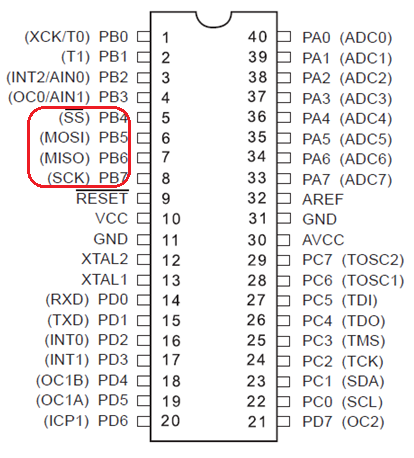 (XCK/T0) PB0 1 40 PA0 (ADC0)
(T1) PB1 2 39 PA1 (ADC1)
(INT2/AIN0) PB2 3 38 PA2 (ADC2)
(OC0/AIN1) PB3 4 37 PA3 (ADC3)
(SS) PB4 5 36 PA4 (ADC4)
(MOSI) PB5 6 35 PA5 (ADC5)
(MISO) PB6 7 34 PA6 (ADC6)
(SCK) PB7 8 33 PA7 (ADC7)
RESET 9 32 AREF
VCC 10 31 GND
GND 11 30 AVCC
XTAL2 12 29 PC7 (TOSC2)
XTAL1 13 28 PC6 (TOSC1)
(RXD) PD0 14 27 PC5 (TDI)
(TXD) PD1 15 26 PC4 (TDO)
(INT0) PD2 16 25 PC3 (TMS)
(INT1) PD3 17 24 PC2 (TCK)
(OC1B) PD4 18 23 PC1 (SDA)
(OC1A) PD5 19 22 PC0 (SCL)
(ICP1) PD6 20 21 PD7 (OC2)